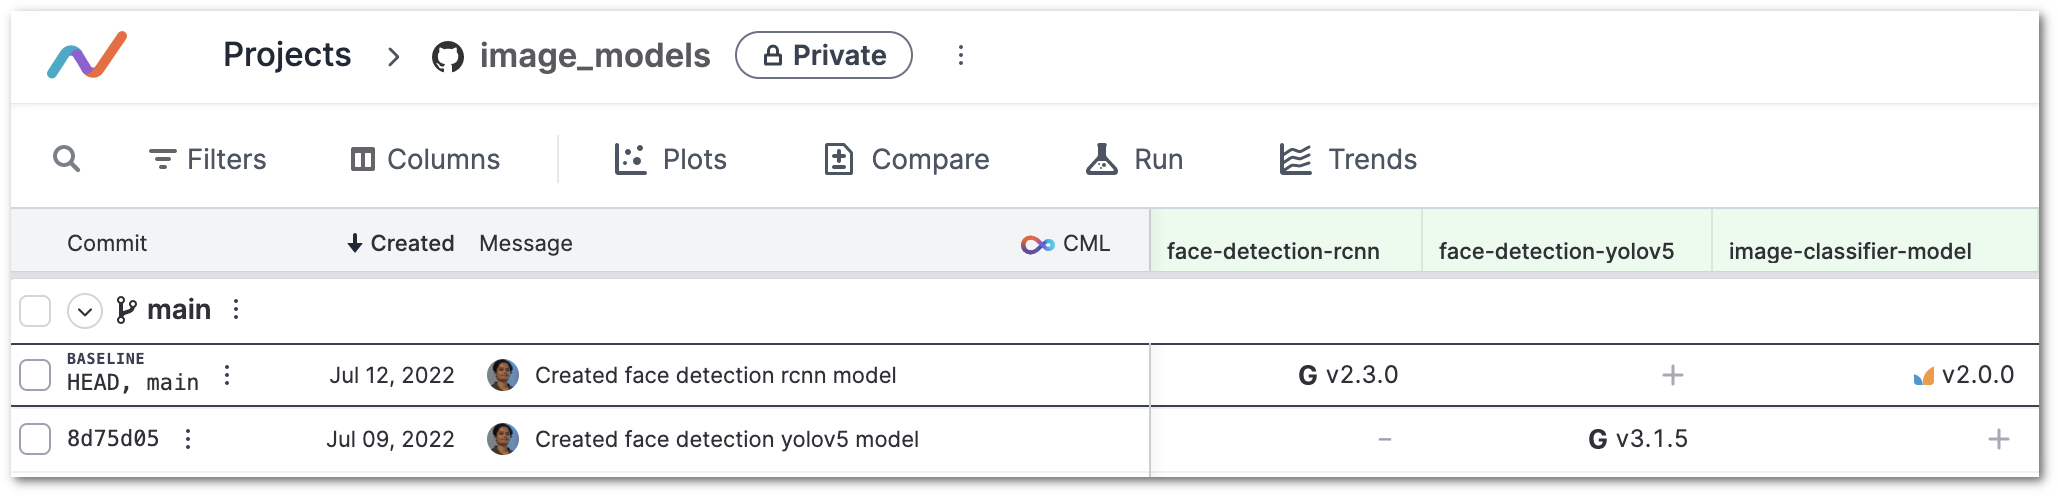 Projects > image_models Private
Filters Columns Plots Compare Run Trends
Commit Created Message CML face-detection-rcnn face-detection-yolov5 image-classifier-model
main
BASELINE
HEAD, main Jul 12, 2022 Created face detection rcnn model G v2.3.0 + v2.0.0
8d75d05 Jul 09, 2022 Created face detection yolov5 model - G v3.1.5 +